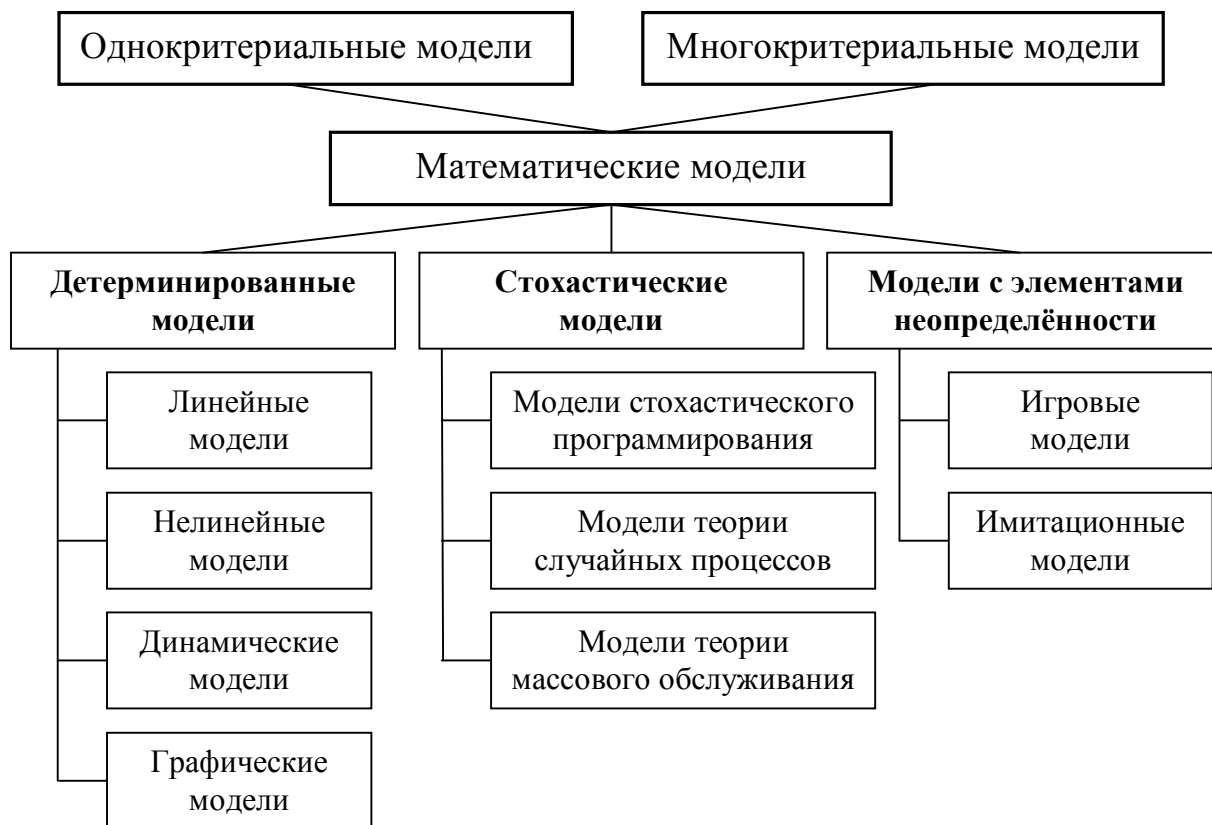 Однокритериальные модели
Многокритериальные модели
Математические модели
Детерминированные
модели
Стохастические
модели
Модели с элементами
неопределённости
Линейные
модели
Нелинейные
модели
Динамические
модели
Графические
модели
Модели стохастического
программирования
Модели теории
случайных процессов
Модели теории
массового обслуживания
Игровые
модели
Имитационные
модели